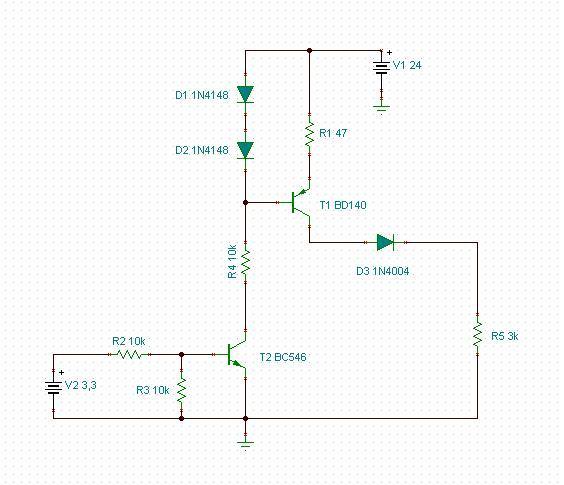 V1 24
D1 1N4148
R1 47
D2 1N4148
T1 BD140
R4 10k
D3 1N4004
R5 3k
R2 10k
T2 BC546
V2 3,3
R3 10k